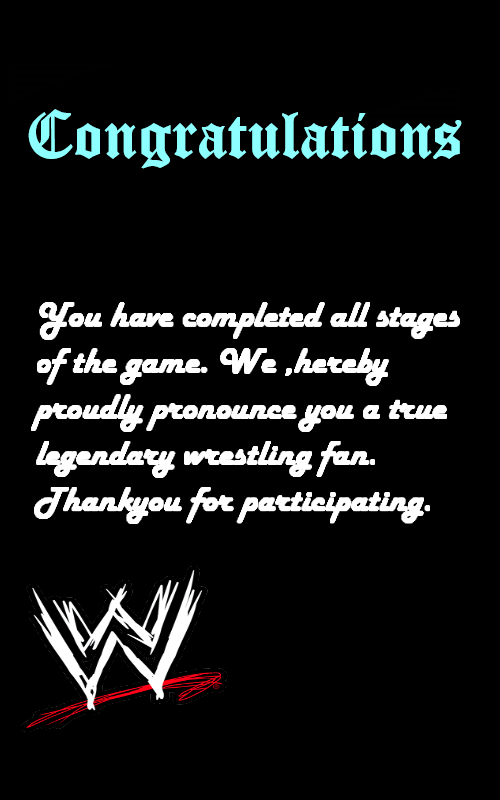 Congratulations
You have completed all stages
of the game. We ,hereby
proudly pronounce you a true
legendary wrestling fan.
Thankyou for participating.
W